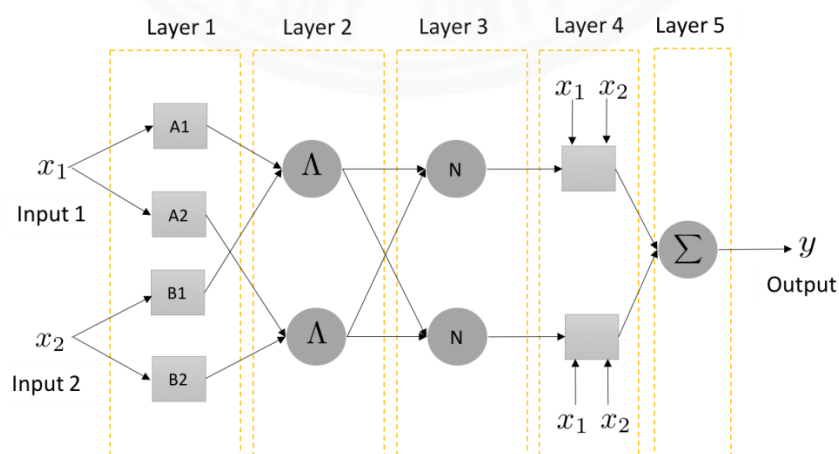 Layer 1 Layer 2 Layer 3 Layer 4 Layer 5
x₁ x₂
A1
Λ N
x₁
Input 1
A2
Σ y
Output
B1
x₂
Input 2
Λ N
B2
x₁ x₂